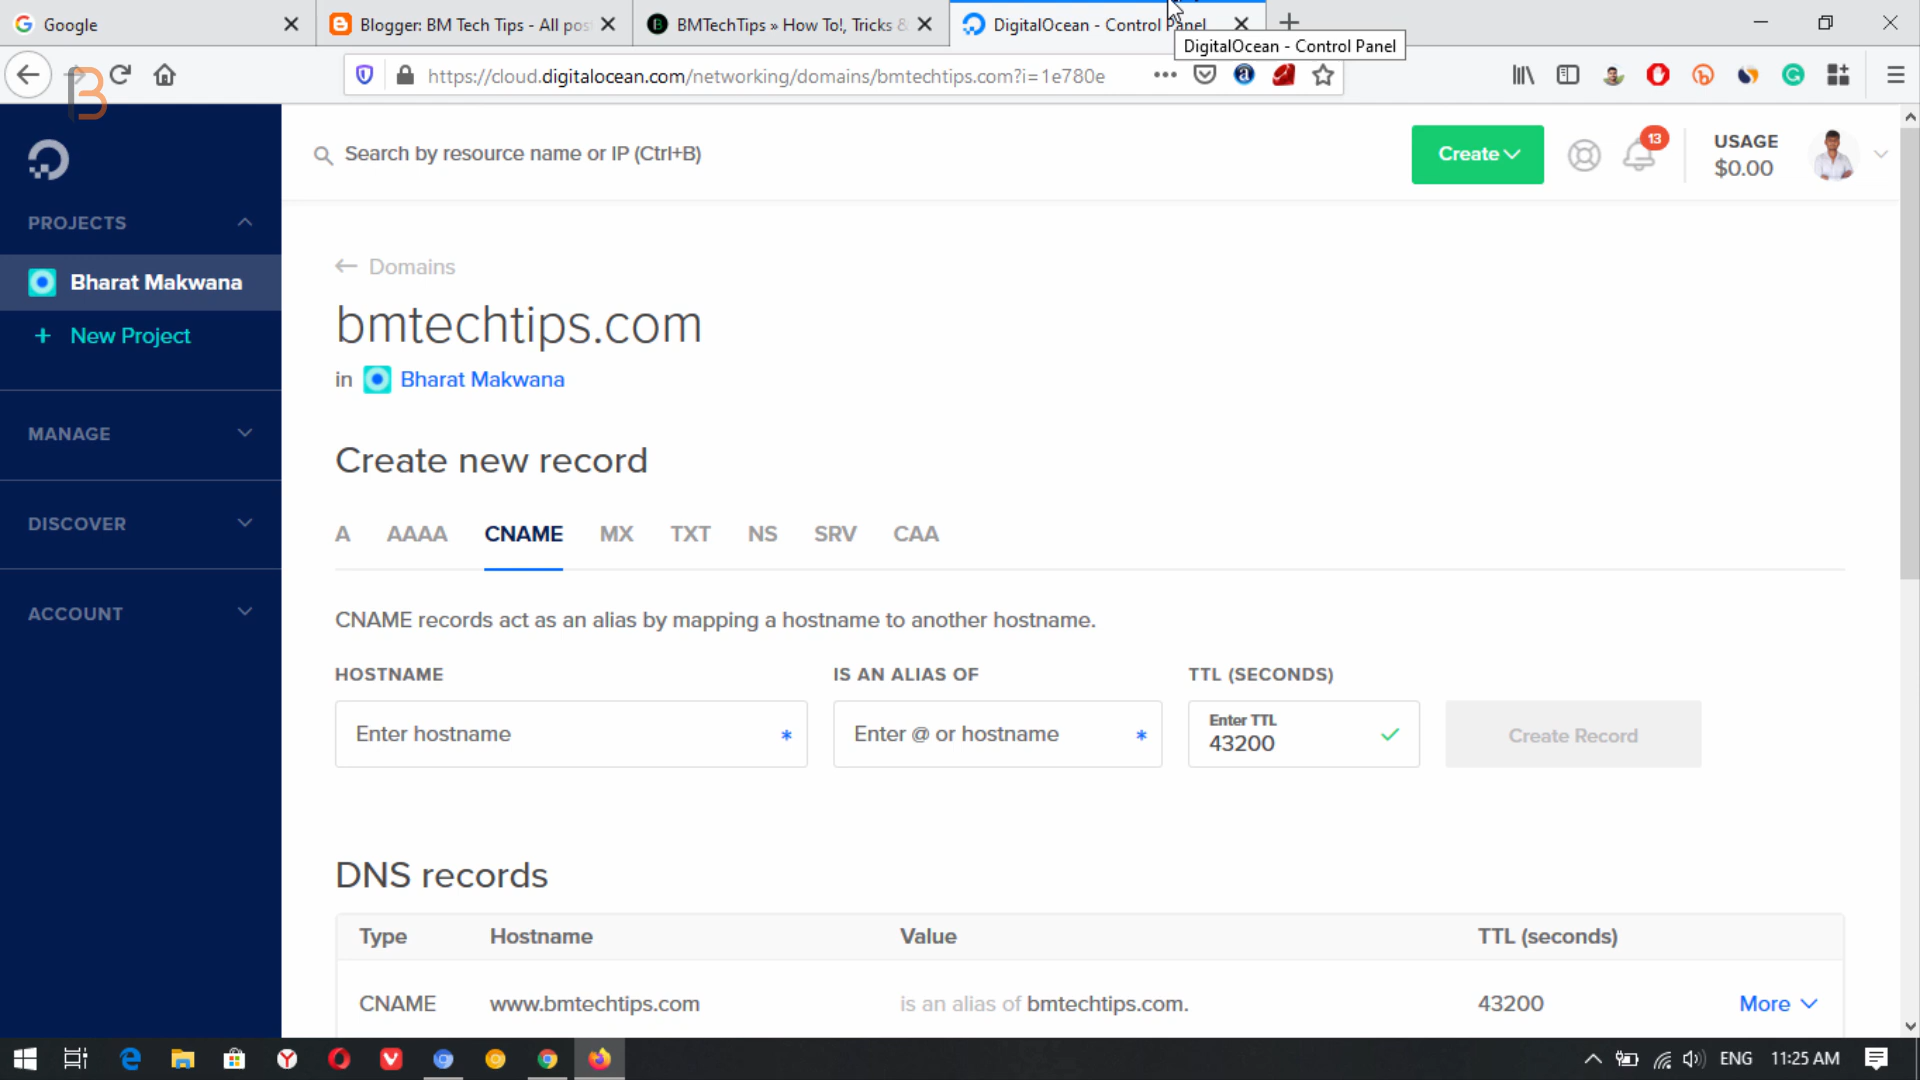 Google
Blogger: BM Tech Tips - All pos
BMTechTips » How To!, Tricks &
DigitalOcean - Control Panel
DigitalOcean - Control Panel
https://cloud.digitalocean.com/networking/domains/bmtechtips.com?i=1e780e
Search by resource name or IP (Ctrl+B)
Create
13
USAGE
$0.00
PROJECTS
Bharat Makwana
New Project
MANAGE
DISCOVER
ACCOUNT
← Domains
bmtechtips.com
in Bharat Makwana
Create new record
A AAAA CNAME MX TXT NS SRV CAA
CNAME records act as an alias by mapping a hostname to another hostname.
HOSTNAME IS AN ALIAS OF TTL (SECONDS)
Enter hostname * Enter @ or hostname * Enter TTL
43200
Create Record
DNS records
Type Hostname Value TTL (seconds)
CNAME www.bmtechtips.com is an alias of bmtechtips.com. 43200 More
ENG 11:25 AM